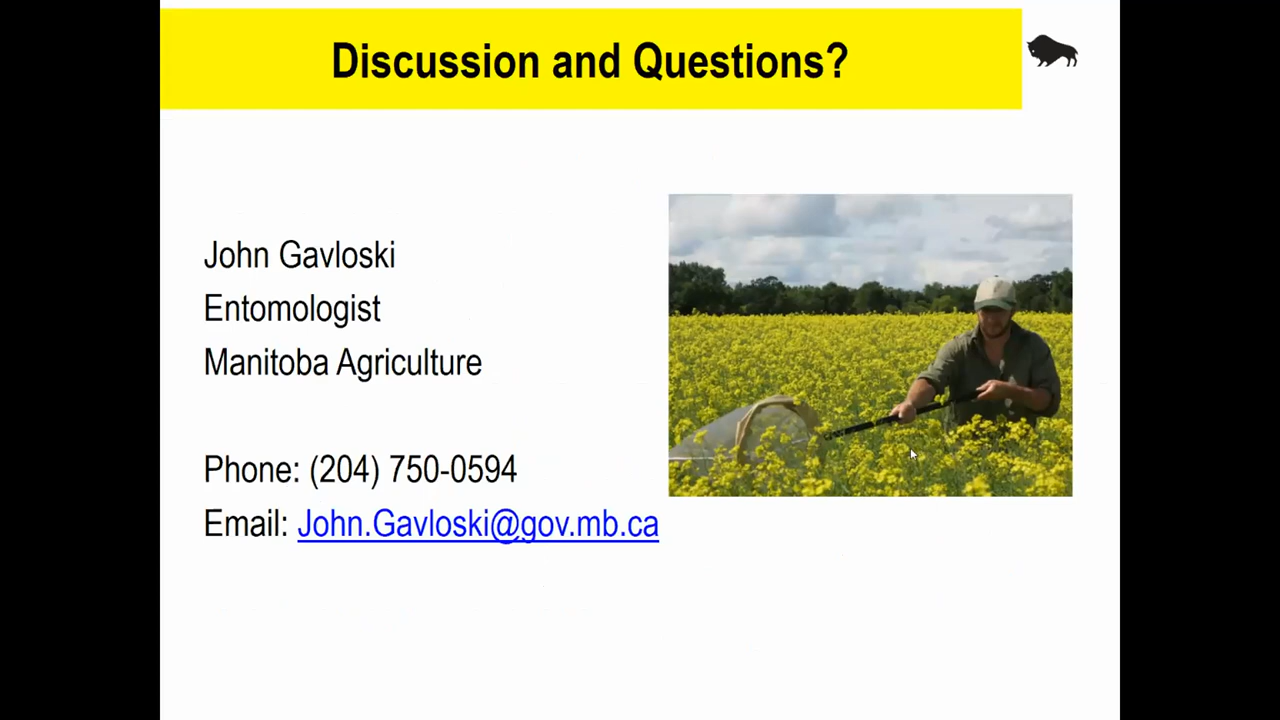 Discussion and Questions?
John Gavloski
Entomologist
Manitoba Agriculture
Phone: (204) 750-0594
Email: John.Gavloski@gov.mb.ca